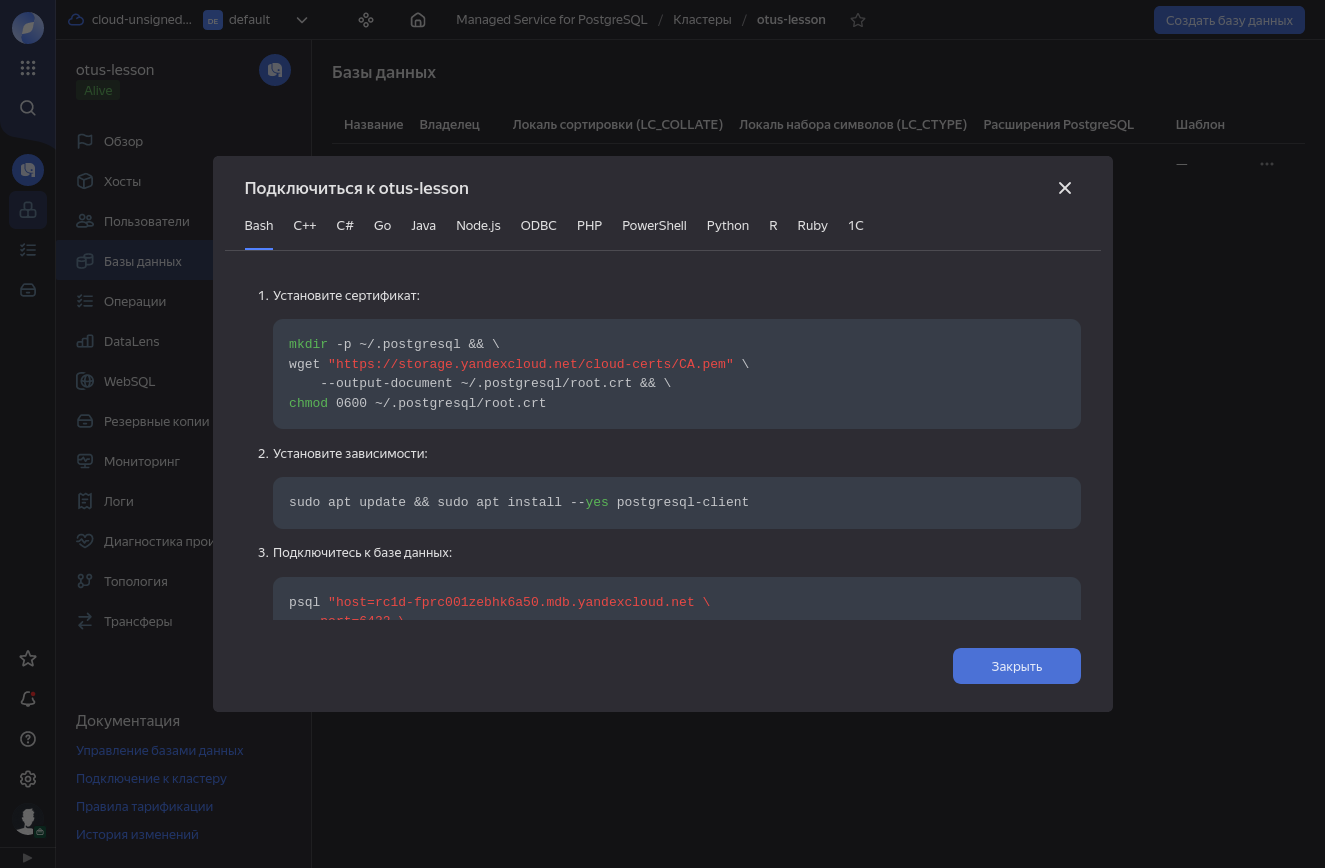 cloud-unsigned... DE default Managed Service for PostgreSQL / Кластеры / otus-lesson Создать базу данных
otus-lesson
Alive
Обзор
Хосты
Пользователи
Базы данных
Операции
DataLens
WebSQL
Резервные копии
Мониторинг
Логи
Диагностика прои
Топология
Трансферы
Документация
Управление базами данных
Подключение к кластеру
Правила тарификации
История изменений
Базы данных
Название Владелец Локаль сортировки (LC_COLLATE) Локаль набора символов (LC_CTYPE) Расширения PostgreSQL Шаблон
—
Подключиться к otus-lesson
Bash C++ C# Go Java Node.js ODBC PHP PowerShell Python R Ruby 1C
1. Установите сертификат:
mkdir -p ~/.postgresql && \
wget "https://storage.yandexcloud.net/cloud-certs/CA.pem" \
--output-document ~/.postgresql/root.crt && \
chmod 0600 ~/.postgresql/root.crt
2. Установите зависимости:
sudo apt update && sudo apt install --yes postgresql-client
3. Подключитесь к базе данных:
psql "host=rc1d-fprc001zebhk6a50.mdb.yandexcloud.net \
Закрыть